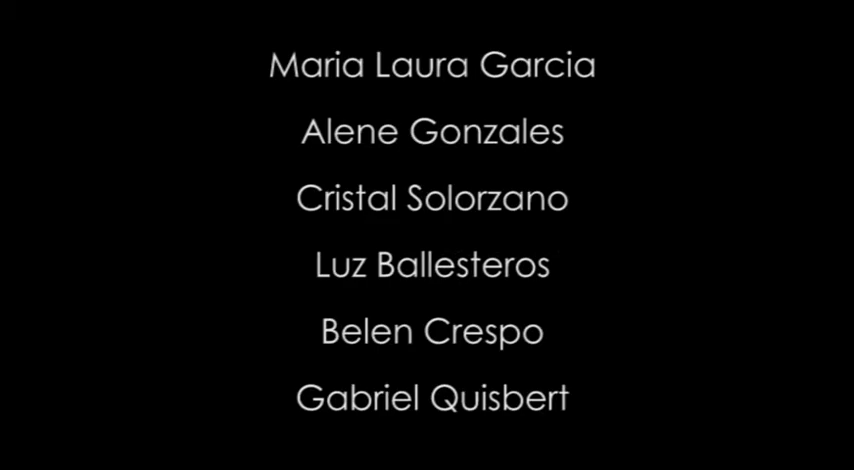 Maria Laura Garcia
Alene Gonzales
Cristal Solorzano
Luz Ballesteros
Belen Crespo
Gabriel Quisbert